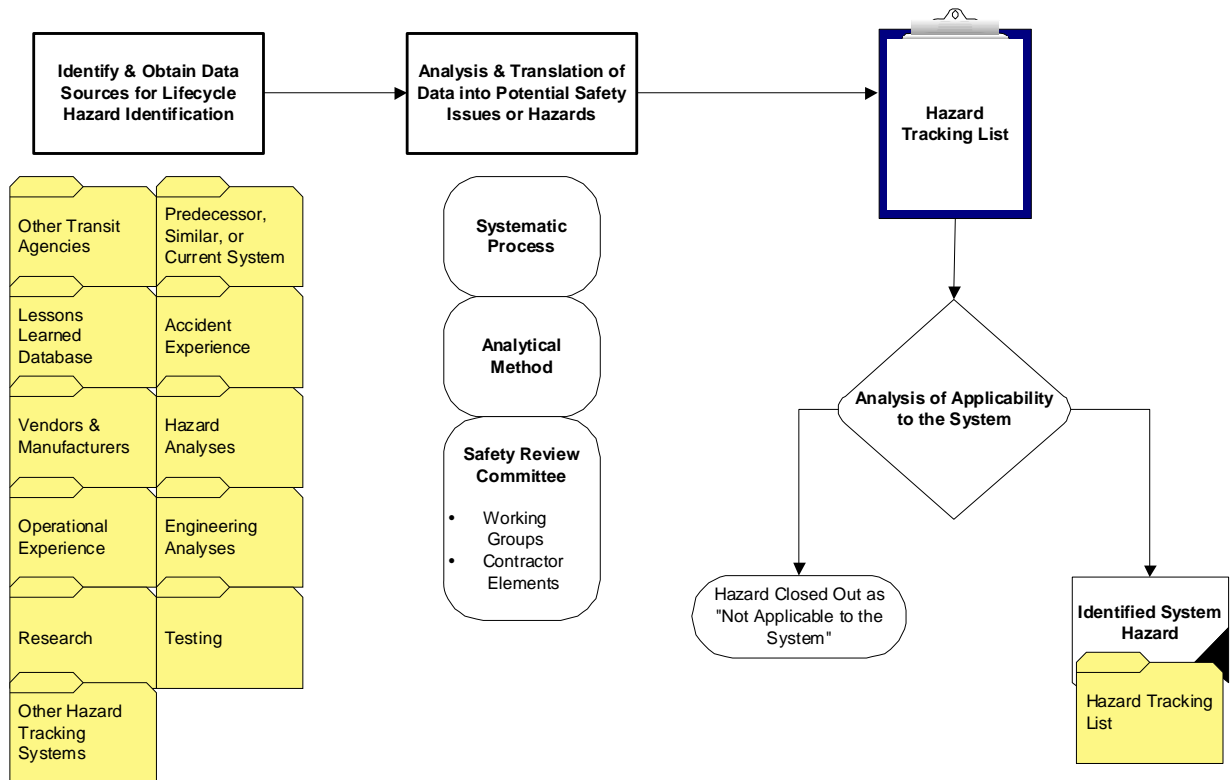 Identify & Obtain Data
Sources for Lifecycle
Hazard Identification
Analysis & Translation of
Data into Potential Safety
Issues or Hazards
Hazard
Tracking List
Other Transit
Agencies
Predecessor,
Similar, or
Current System
Lessons
Learned
Database
Accident
Experience
Vendors &
Manufacturers
Hazard
Analyses
Operational
Experience
Engineering
Analyses
Research
Testing
Other Hazard
Tracking
Systems
Systematic
Process
Analytical
Method
Safety Review
Committee
• Working
Groups
• Contractor
Elements
Analysis of Applicability
to the System
Hazard Closed Out as
"Not Applicable to the
System"
Identified System
Hazard
Hazard Tracking
List